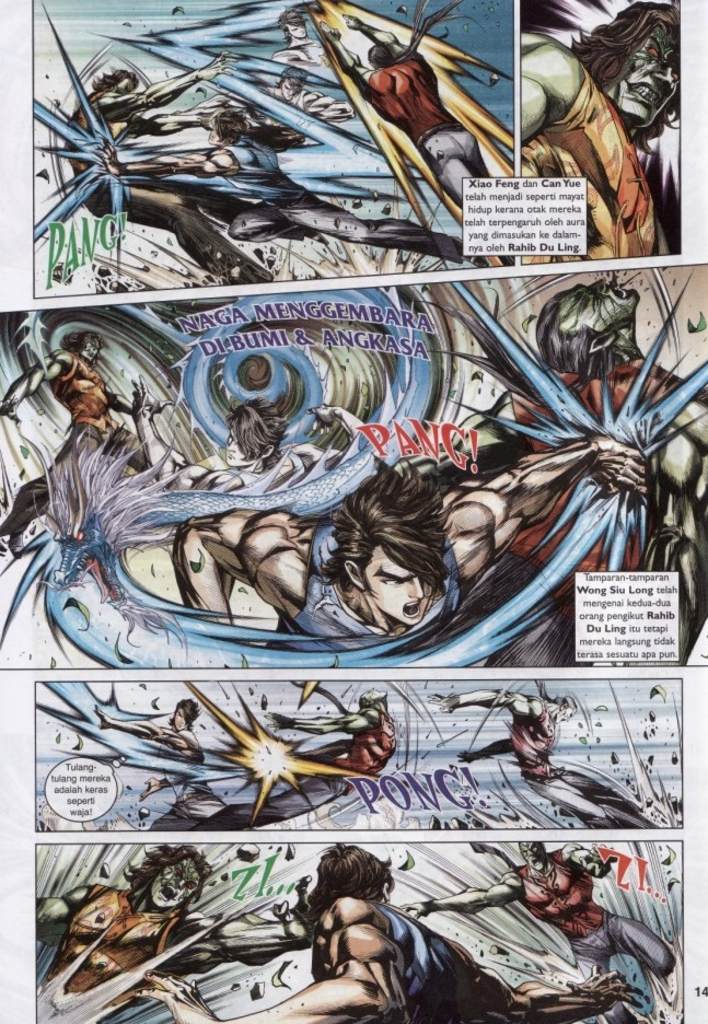 Xiao Feng dan Can Yue
telah menjadi seperti mayat
hidup kerana otak mereka
telah terpengaruh oleh aura
yang dimasukan ke dalam-
nya oleh Rahib Du Ling.
PANG!
NAGA MENGGEMBARA
DI BUMI & ANGKASA
PANG!
Tamparan-tamparan
Wong Siu Long telah
mengenai kedua-dua
orang pengikut Rahib
Du Ling itu tetapi
mereka langsung tidak
terasa sesuatu apa pun.
Tulang-
tulang mereka
adalah keras
seperti
waja!
PONG!
ZI...
ZI...
14